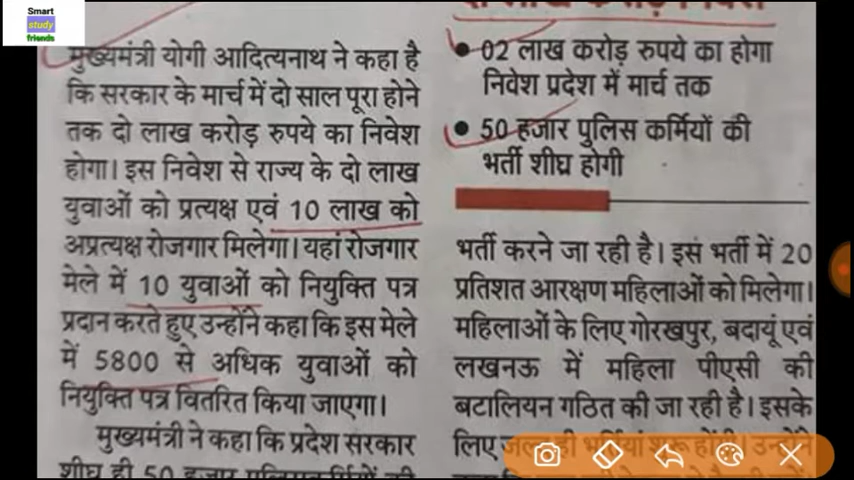 Smart
study
friends
मुख्यमंत्री योगी आदित्यनाथ ने कहा है
कि सरकार के मार्च में दो साल पूरा होने
तक दो लाख करोड़ रुपये का निवेश
होगा। इस निवेश से राज्य के दो लाख
युवाओं को प्रत्यक्ष एवं 10 लाख को
अप्रत्यक्ष रोजगार मिलेगा। यहां रोजगार
मेले में 10 युवाओं को नियुक्ति पत्र
प्रदान करते हुए उन्होंने कहा कि इस मेले
में 5800 से अधिक युवाओं को
नियुक्ति पत्र वितरित किया जाएगा।
मुख्यमंत्री ने कहा कि प्रदेश सरकार
शीघ्र ही 50 हजार
● 02 लाख करोड़ रुपये का होगा
निवेश प्रदेश में मार्च तक
● 50 हजार पुलिस कर्मियों की
भर्ती शीघ्र होगी
भर्ती करने जा रही है। इस भर्ती में 20
प्रतिशत आरक्षण महिलाओं को मिलेगा।
महिलाओं के लिए गोरखपुर, बदायूं एवं
लखनऊ में महिला पीएसी की
बटालियन गठित की जा रही है। इसके
लिए